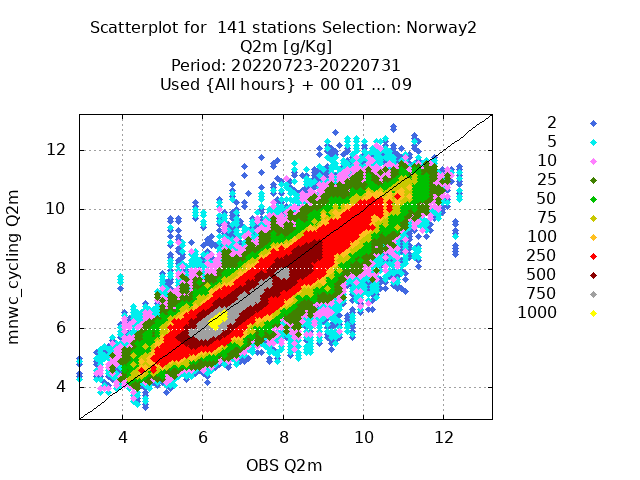 Scatterplot for  141 stations Selection: Norway2
Q2m [g/Kg]
Period: 20220723-20220731
Used {All hours} + 00 01 ... 09
mnwc_cycling Q2m
12
10
8
6
4
4 6 8 10 12
OBS Q2m
2
5
10
25
50
75
100
250
500
750
1000